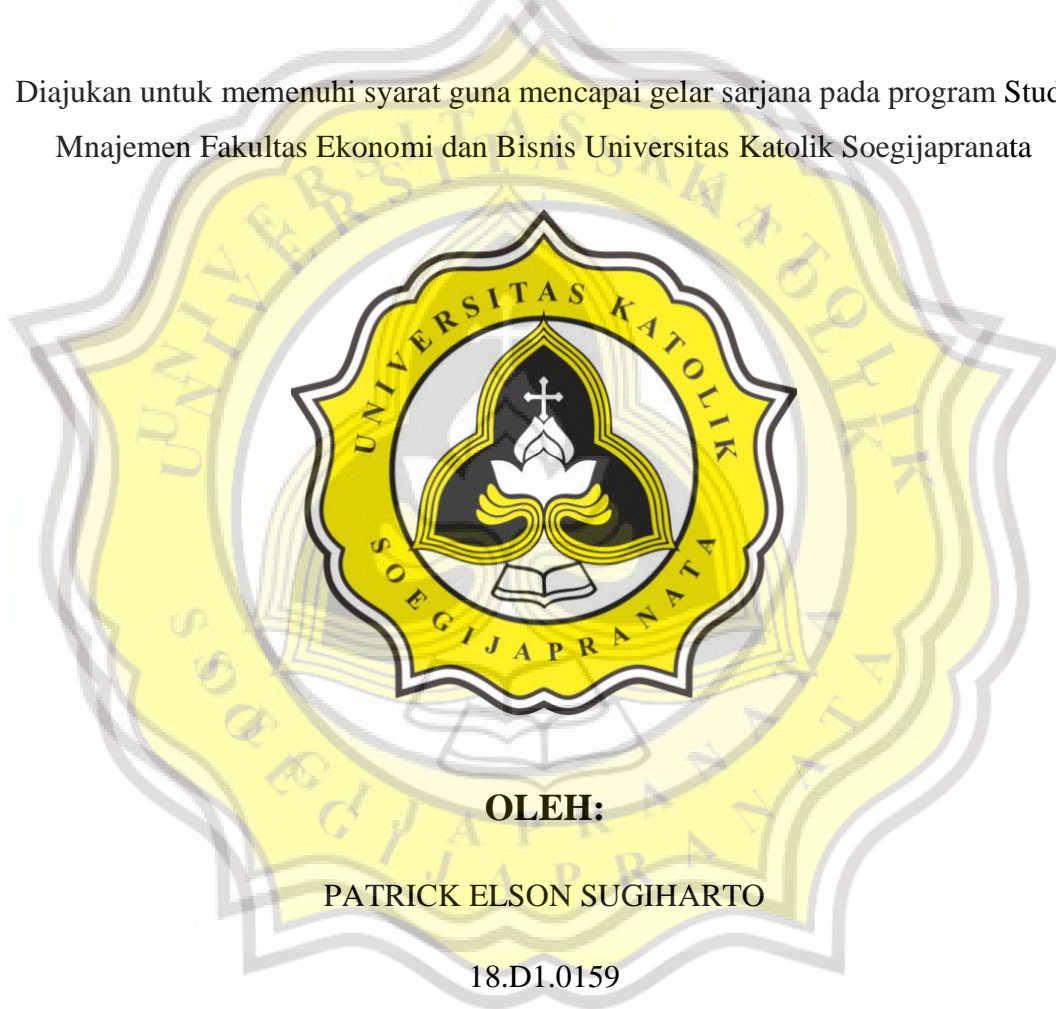 Diajukan untuk memenuhi syarat guna mencapai gelar sarjana pada program Stud
Mnajemen Fakultas Ekonomi dan Bisnis Universitas Katolik Soegijapranata
UNIVERSITAS KATOLIK
SOEGIJAPRANATA
OLEH:
PATRICK ELSON SUGIHARTO
18.D1.0159